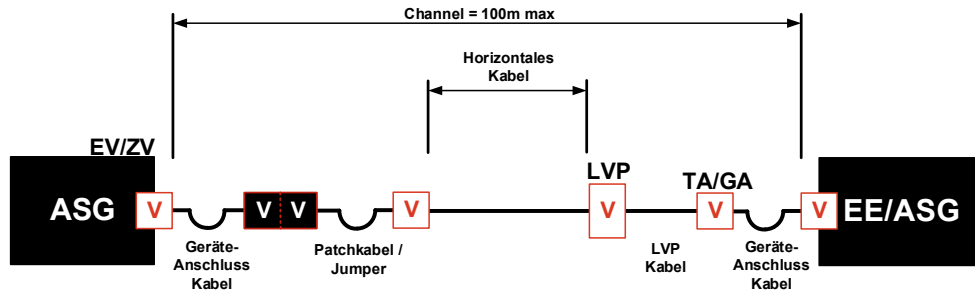 Channel = 100m max
Horizontales
Kabel
EV/ZV
LVP
TA/GA
ASG
V
V V
V
V
V
V
EE/ASG
Geräte-
Anschluss
Kabel
Patchkabel /
Jumper
LVP
Kabel
Geräte-
Anschluss
Kabel